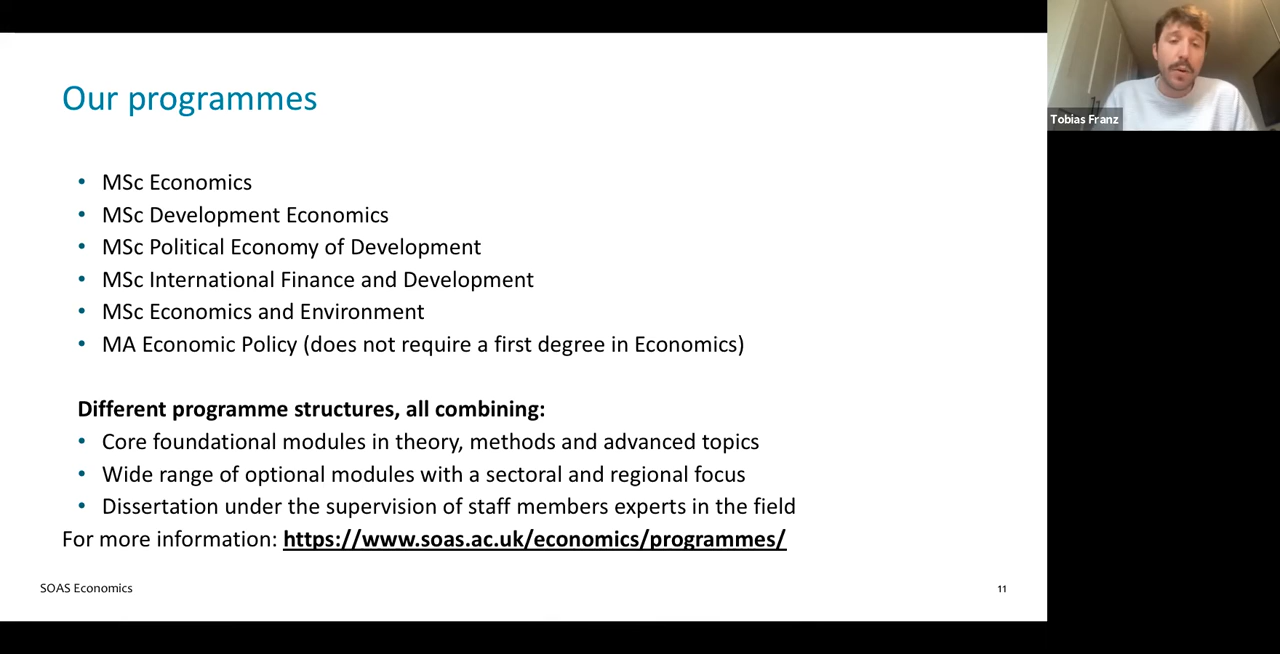 Our programmes
• MSc Economics
• MSc Development Economics
• MSc Political Economy of Development
• MSc International Finance and Development
• MSc Economics and Environment
• MA Economic Policy (does not require a first degree in Economics)
Different programme structures, all combining:
• Core foundational modules in theory, methods and advanced topics
• Wide range of optional modules with a sectoral and regional focus
• Dissertation under the supervision of staff members experts in the field
For more information: https://www.soas.ac.uk/economics/programmes/
SOAS Economics
11
Tobias Franz